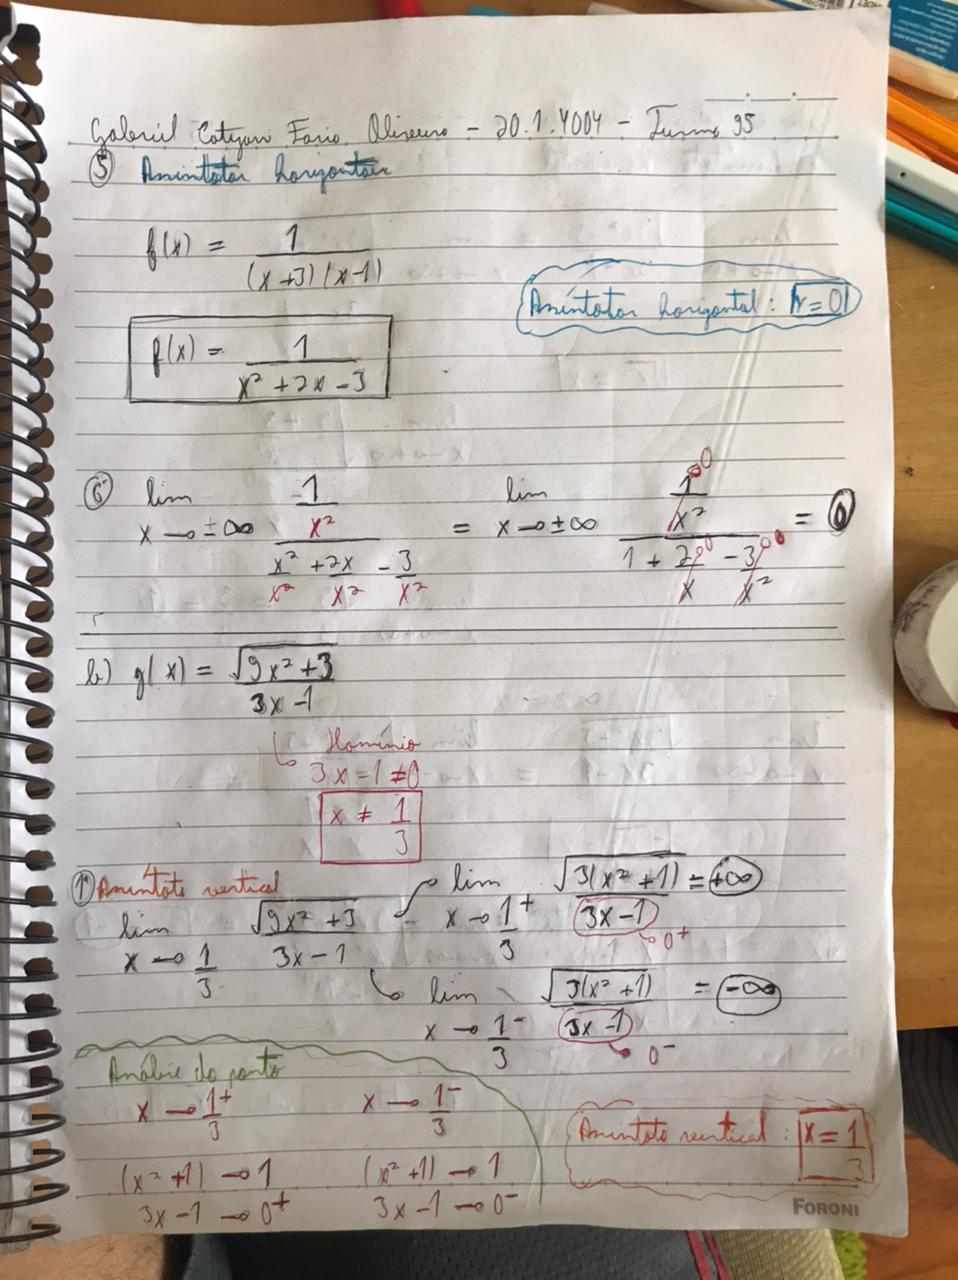 Gabriel Faria Oliveira - 20.1.4004 - Turma 95
5 Assíntotas horizontais
f(x) = 1 / (x+3)(x-1)
Assíntotas horizontal: y=0
f(x) = 1 / x² + 2x - 3
6 lim x→±∞ 1/x² / x²/x² + 2x/x² - 3/x² = lim x→±∞ 1/x² →0 / 1 + 2/x →0 - 3/x² →0 = 0
b) g(x) = √9x²+3 / 3x-1
Domínio
3x-1≠0
x ≠ 1/3
1 Assíntota vertical
lim x→1/3 √9x²+3 / 3x-1
lim x→1/3⁺ √3(x²+1) / 3x-1 = +∞
0⁺
lim x→1/3⁻ √3(x²+1) / 3x-1 = -∞
0⁻
Análise do ponto
x → 1/3⁺ x → 1/3⁻
(x²+1) → 1 (x²+1) → 1
3x-1 → 0⁺ 3x-1 → 0⁻
Assíntota vertical: x = 1/3
FORONI